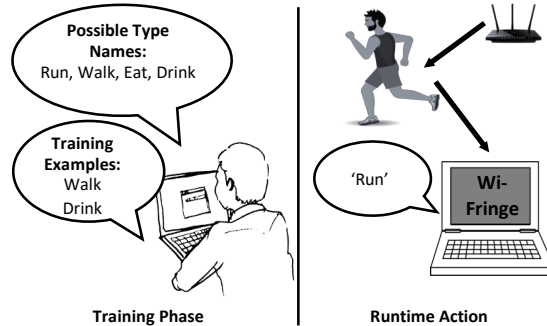 Possible Type
Names:
Run, Walk, Eat, Drink
Training
Examples:
Walk
Drink
Training Phase
'Run'
Wi-
Fringe
Runtime Action